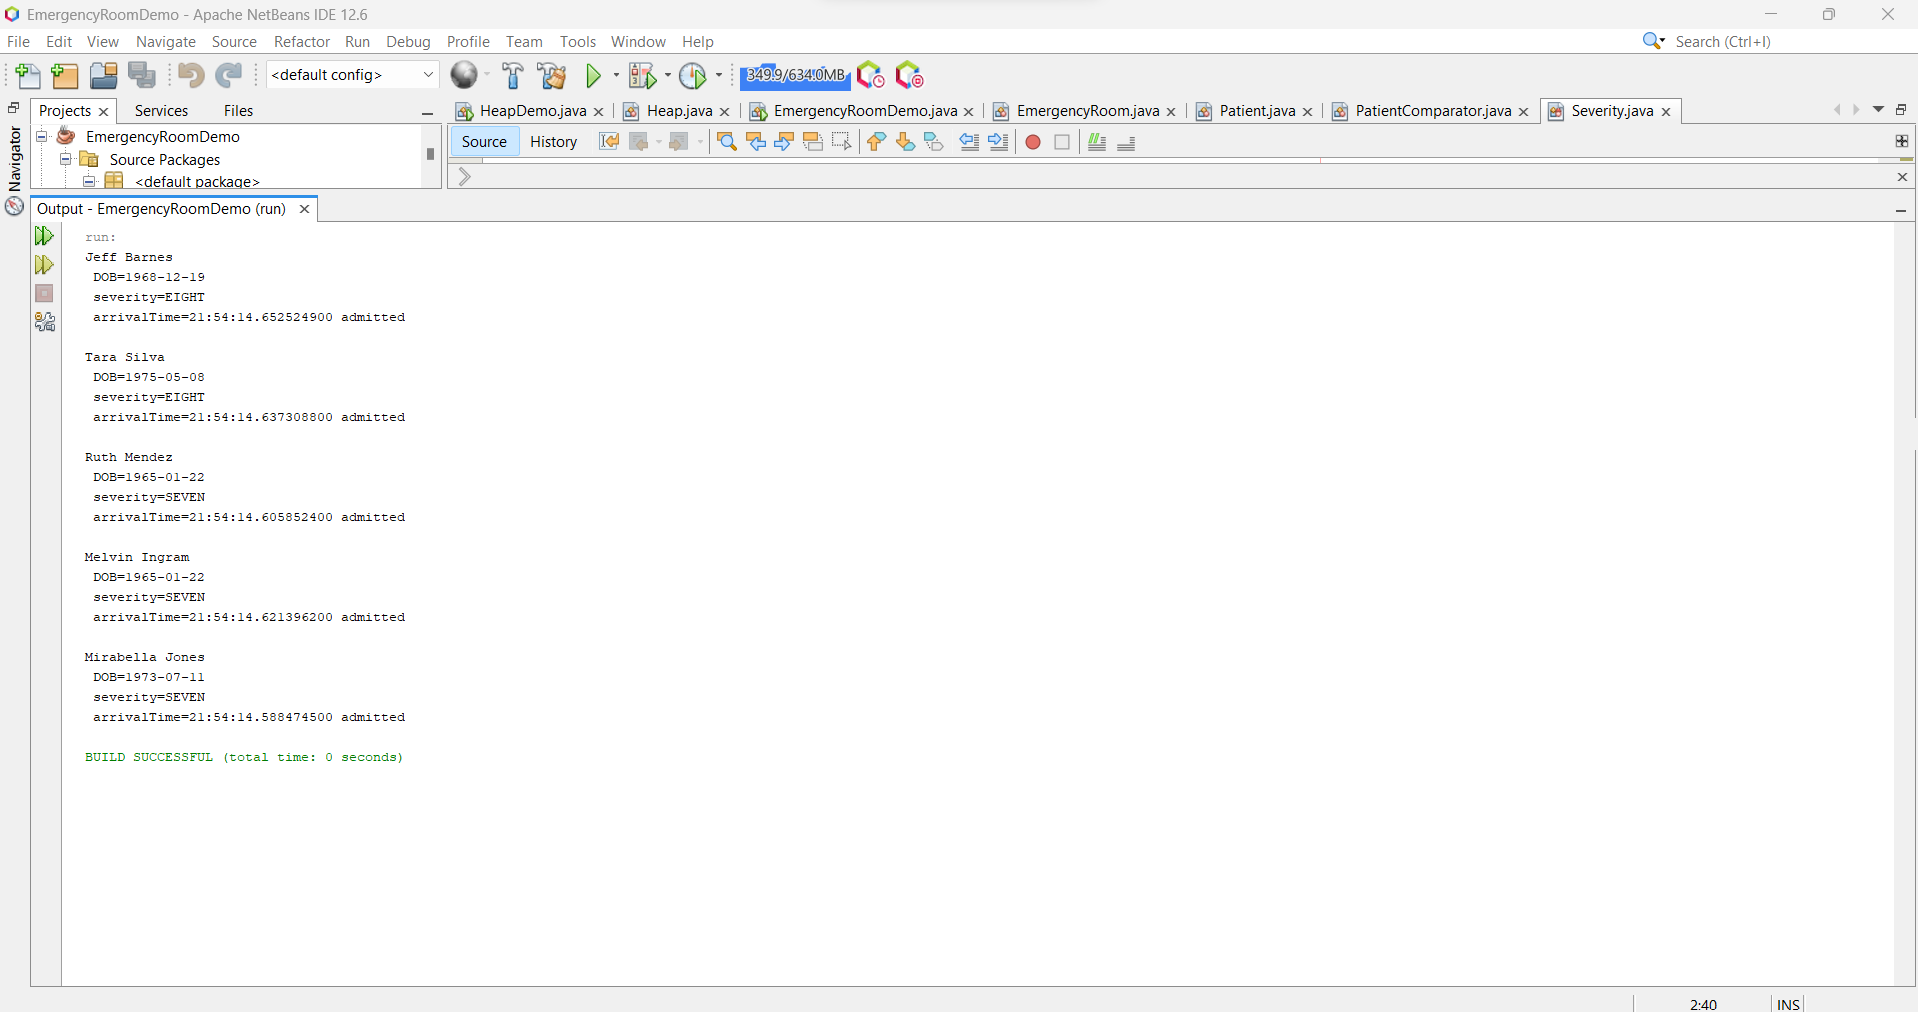 EmergencyRoomDemo - Apache NetBeans IDE 12.6
File Edit View Navigate Source Refactor Run Debug Profile Team Tools Window Help
Search (Ctrl+I)
<default config>
349.9/634.0MB
Projects Services Files
HeapDemo.java Heap.java EmergencyRoomDemo.java EmergencyRoom.java Patient.java PatientComparator.java Severity.java
Navigator
EmergencyRoomDemo
Source Packages
<default package>
Source History
Output - EmergencyRoomDemo (run)
run:
Jeff Barnes
DOB=1968-12-19
severity=EIGHT
arrivalTime=21:54:14.652524900 admitted
Tara Silva
DOB=1975-05-08
severity=EIGHT
arrivalTime=21:54:14.637308800 admitted
Ruth Mendez
DOB=1965-01-22
severity=SEVEN
arrivalTime=21:54:14.605852400 admitted
Melvin Ingram
DOB=1965-01-22
severity=SEVEN
arrivalTime=21:54:14.621396200 admitted
Mirabella Jones
DOB=1973-07-11
severity=SEVEN
arrivalTime=21:54:14.588474500 admitted
BUILD SUCCESSFUL (total time: 0 seconds)
2:40 INS